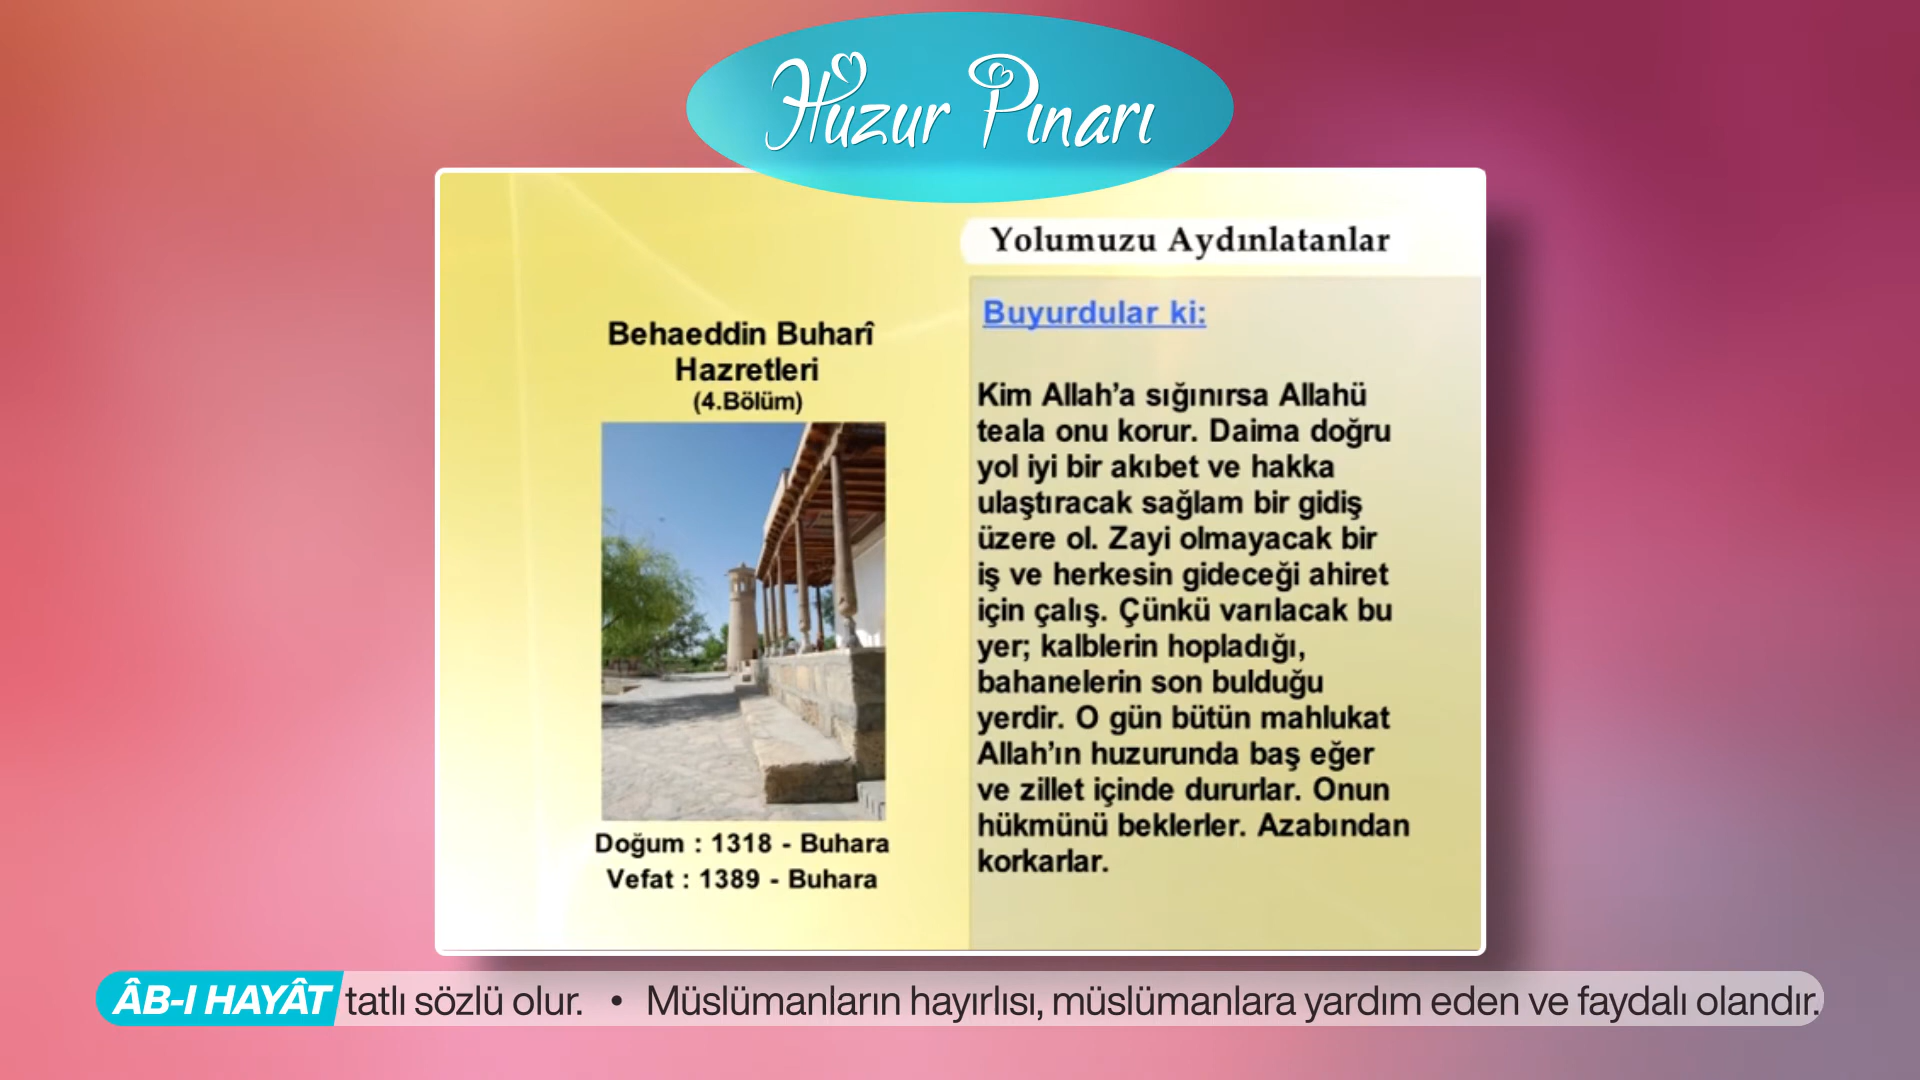 Huzur Pınarı
Yolumuzu Aydınlatanlar
Behaeddin Buharî
Hazretleri
(4.Bölüm)
Doğum : 1318 - Buhara
Vefat : 1389 - Buhara
Buyurdular ki:
Kim Allah’a sığınırsa Allahü
teala onu korur. Daima doğru
yol iyi bir akıbet ve hakka
ulaştıracak sağlam bir gidiş
üzere ol. Zayi olmayacak bir
iş ve herkesin gideceği ahiret
için çalış. Çünkü varılacak bu
yer; kalblerin hopladığı,
bahanelerin son bulduğu
yerdir. O gün bütün mahlukat
Allah’ın huzurunda baş eğer
ve zillet içinde dururlar. Onun
hükmünü beklerler. Azabından
korkarlar.
ÂB-I HAYÂT tatlı sözlü olur. • Müslümanların hayırlısı, müslümanlara yardım eden ve faydalı olandır.